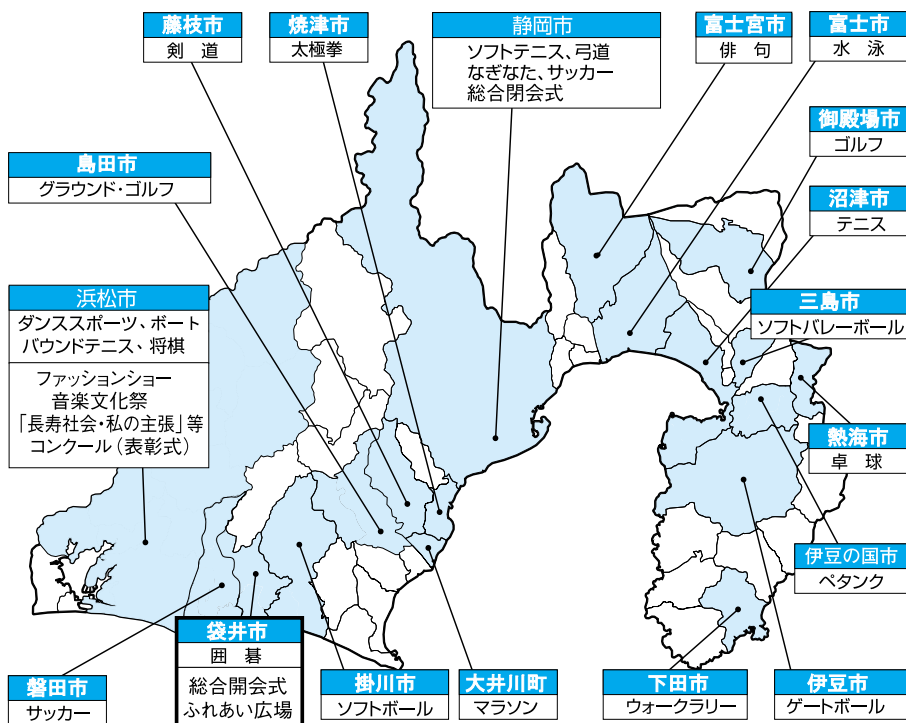 藤枝市
剣 道
焼津市
太極拳
静岡市
ソフトテニス、弓道
なぎなた、サッカー
総合閉会式
富士宮市
俳 句
富士市
水 泳
御殿場市
ゴルフ
島田市
グラウンド・ゴルフ
沼津市
テニス
浜松市
ダンススポーツ、ボート
バウンドテニス、将棋
ファッションショー
音楽文化祭
「長寿社会・私の主張」等
コンクール（表彰式）
三島市
ソフトバレーボール
熱海市
卓 球
伊豆の国市
ペタンク
磐田市
サッカー
袋井市
囲 碁
総合開会式
ふれあい広場
掛川市
ソフトボール
大井川町
マラソン
下田市
ウォークラリー
伊豆市
ゲートボール